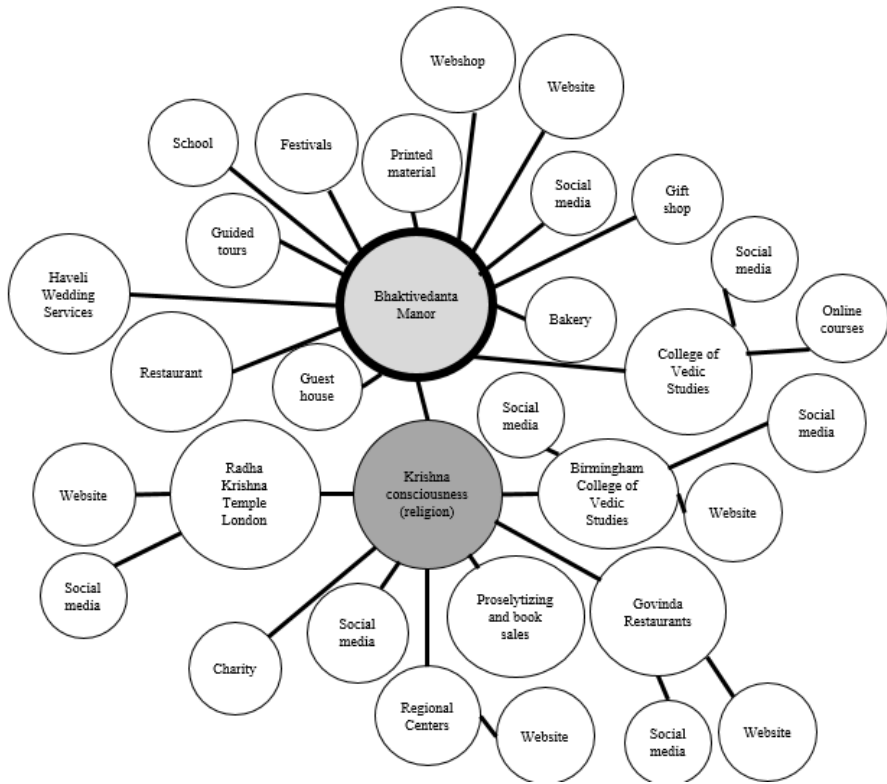 Webshop
Website
School
Festivals
Printed
material
Social
media
Gift
shop
Guided
tours
Social
media
Haveli
Wedding
Services
Bhaktivedanta
Manor
Bakery
Online
courses
Restaurant
Guest
house
College of
Vedic
Studies
Social
media
Social
media
Radha
Krishna
Temple
London
Krishna
consciousness
(religion)
Birmingham
College of
Vedic
Studies
Website
Website
Social
media
Proselytizing
and book
sales
Govinda
Restaurants
Social
media
Charity
Regional
Centers
Website
Social
media
Website